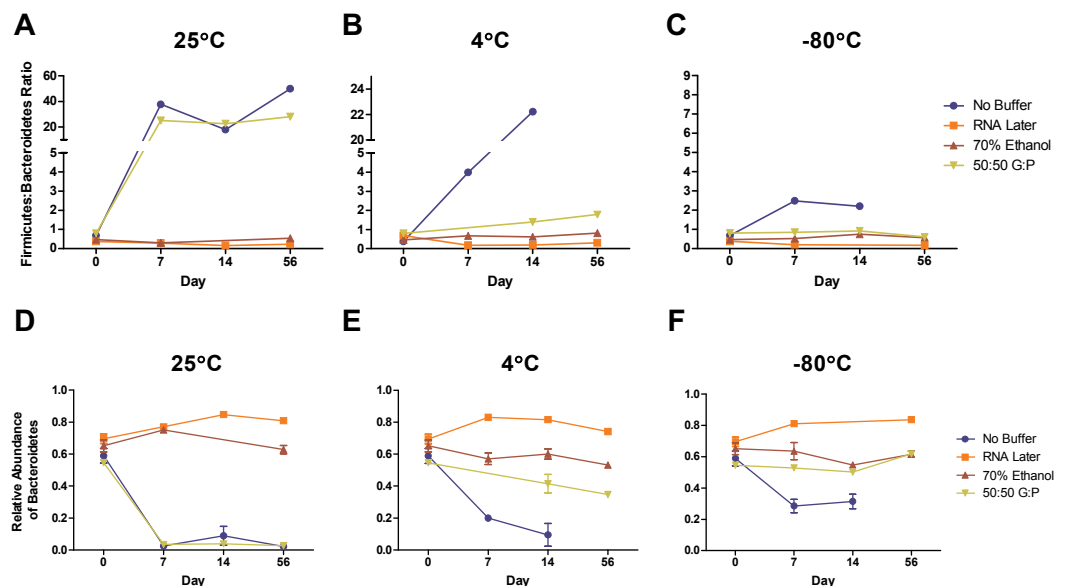 A
25°C
B
4°C
C
-80°C
Firmicutes:Bacteroidetes Ratio
60
40
20
5
4
3
2
1
0
0 7 14 56
Day
24
22
20
5
4
3
2
1
0
0 7 14 56
Day
9
8
7
6
5
4
3
2
1
0
0 7 14 56
Day
No Buffer
RNA Later
70% Ethanol
50:50 G:P
D
25°C
E
4°C
F
-80°C
Relative Abundance
of Bacteroidetes
1.0
0.8
0.6
0.4
0.2
0.0
0 7 14 56
Day
1.0
0.8
0.6
0.4
0.2
0.0
0 7 14 56
Day
1.0
0.8
0.6
0.4
0.2
0.0
0 7 14 56
Day
No Buffer
RNA Later
70% Ethanol
50:50 G:P